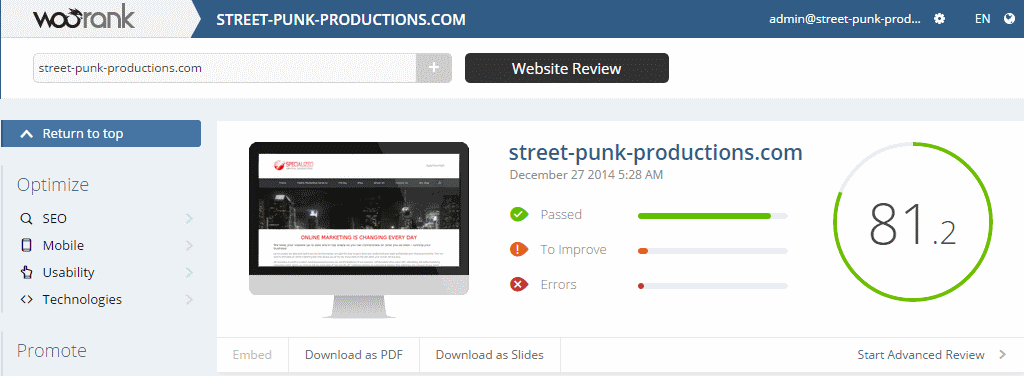 woorank
STREET-PUNK-PRODUCTIONS.COM
admin@street-punk-prod...
EN
street-punk-productions.com
+
Website Review
Return to top
Optimize
SEO
Mobile
Usability
Technologies
Promote
SPECIALIZED
ONLINE MARKETING IS CHANGING EVERY DAY
street-punk-productions.com
December 27 2014 5:28 AM
Passed
To Improve
Errors
81.2
Embed
Download as PDF
Download as Slides
Start Advanced Review